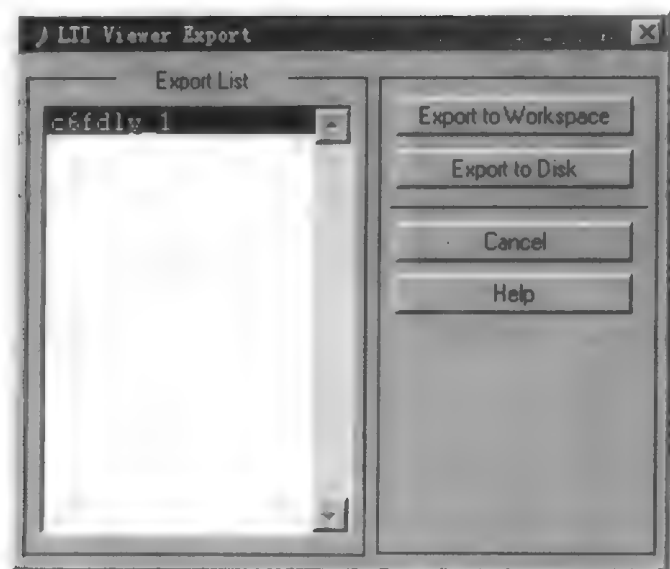 LTI Viewer Export
Export List
c6fdly_1
Export to Workspace
Export to Disk
Cancel
Help